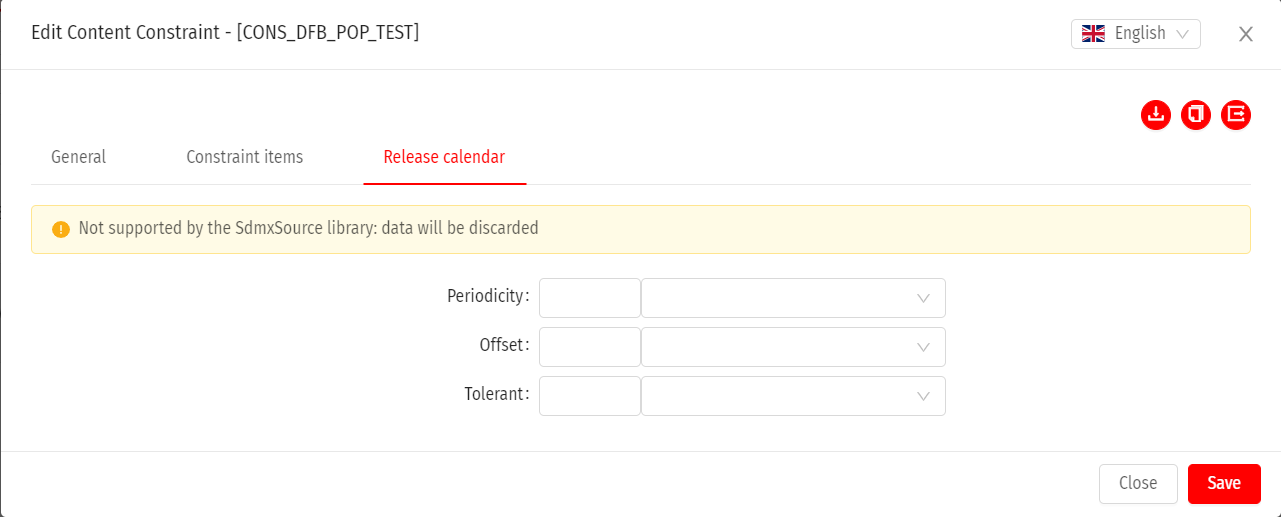 Edit Content Constraint - [CONS_DFB_POP_TEST]
English
General
Constraint items
Release calendar
Not supported by the SdmxSource library: data will be discarded
Periodicity:
Offset:
Tolerant:
Close
Save